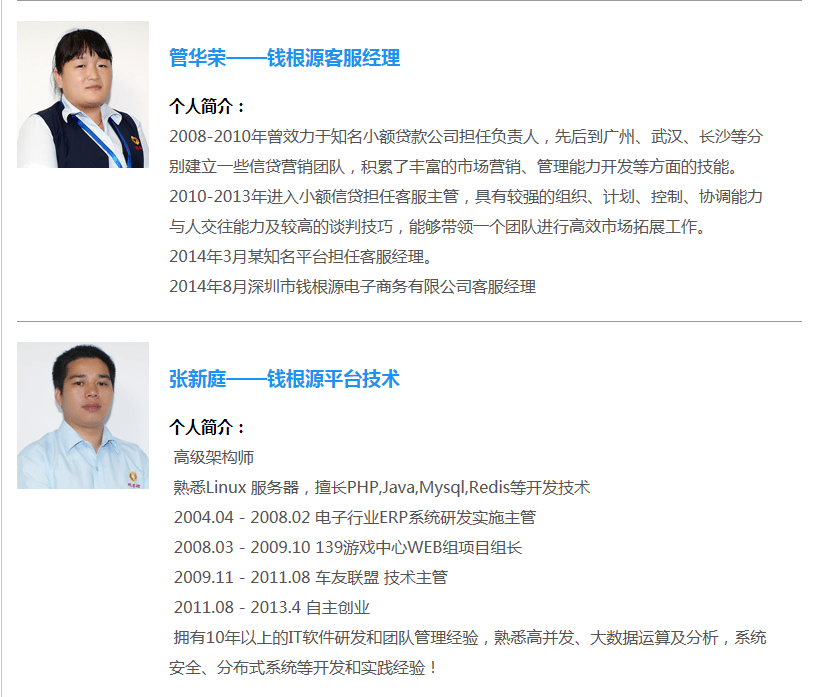 管华荣——钱根源客服经理
个人简介：
2008-2010年曾效力于知名小额贷款公司担任负责人，先后到广州、武汉、长沙等分
别建立一些信贷营销团队，积累了丰富的市场营销、管理能力开发等方面的技能。
2010-2013年进入小额信贷担任客服主管，具有较强的组织、计划、控制、协调能力
与人交往能力及较高的谈判技巧，能够带领一个团队进行高效市场拓展工作。
2014年3月某知名平台担任客服经理。
2014年8月深圳市钱根源电子商务有限公司客服经理
张新庭——钱根源平台技术
个人简介：
高级架构师
熟悉Linux 服务器，擅长PHP,Java,Mysql,Redis等开发技术
2004.04 - 2008.02 电子行业ERP系统研发实施主管
2008.03 - 2009.10 139游戏中心WEB组项目组长
2009.11 - 2011.08 车友联盟 技术主管
2011.08 - 2013.4 自主创业
拥有10年以上的IT软件研发和团队管理经验，熟悉高并发、大数据运算及分析，系统
安全、分布式系统等开发和实践经验！